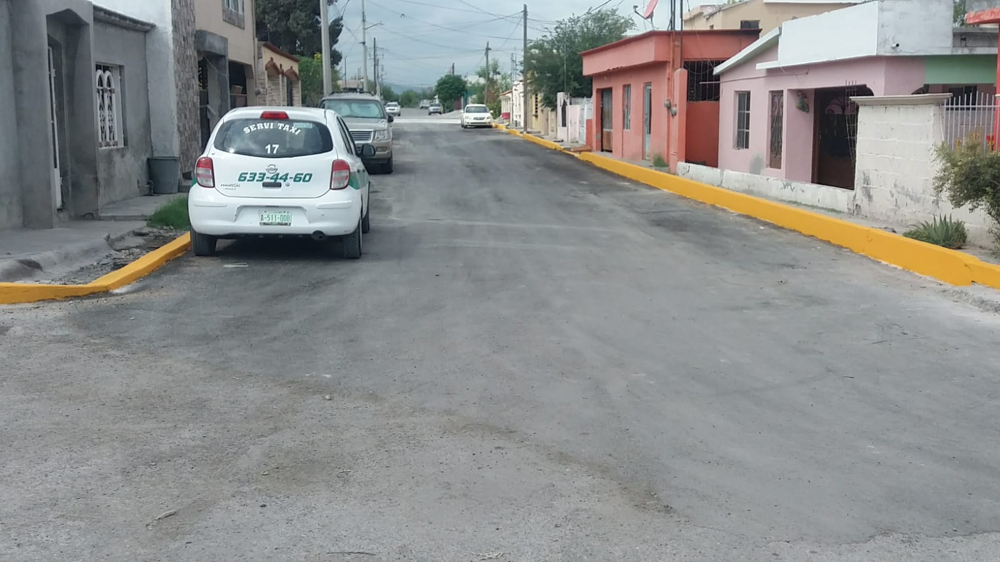 SERVI TAXI
17
633-44-60
MARCH
A-511-DDD